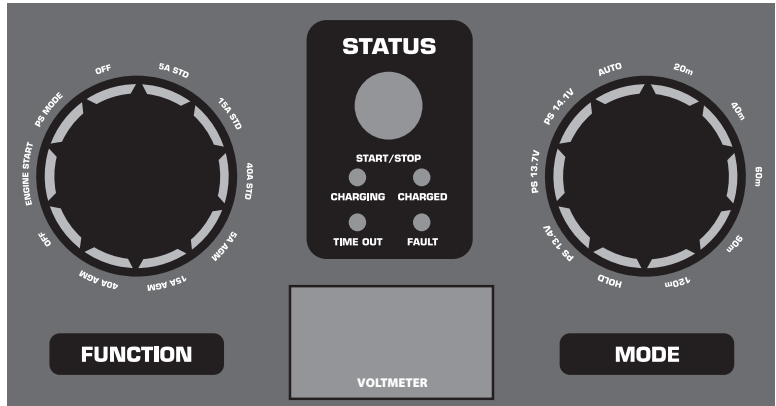 STATUS
START/STOP
CHARGING
CHARGED
TIME OUT
FAULT
OFF
5A STD
15A STD
40A STD
5A AGM
15A AGM
40A AGM
OFF
ENGINE START
PS MODE
FUNCTION
VOLTMETER
AUTO
20m
40m
60m
90m
120m
HOLD
PS 13.4V
PS 13.7V
PS 14.1V
MODE